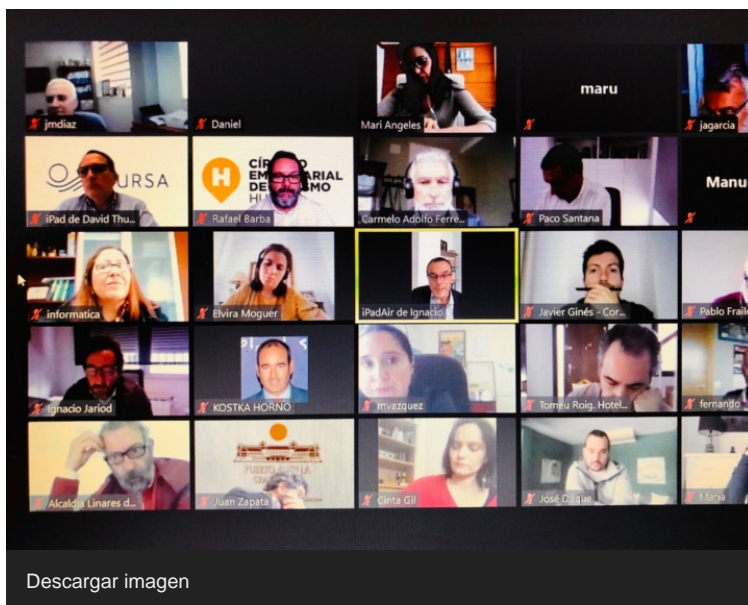 jmdiaz
Daniel
Mari Angeles
maru
jagarcia
URSA
iPad de David Thu...
H
EMPRESARIAL
Rafael Barba
Carmelo Adolfo Ferre...
Paco Santana
Manu
informatica
Elvira Moguer
iPadAir de Ignacio
Javier Ginés - Cor...
Pablo Fraile
Ignacio Jariod
KOSTKA HORNO
mvazquez
Tomeu Roig. Hotel...
fernando
Alcaldía Linares d...
Juan Zapata
Cinta Gil
José Duque
María
Descargar imagen